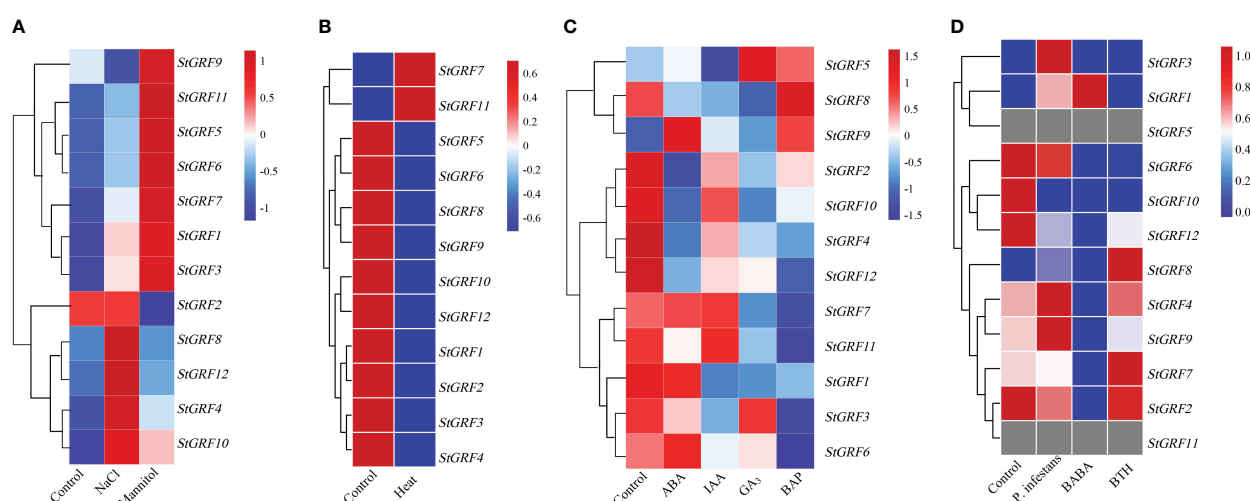 A
StGRF9
StGRF11
StGRF5
StGRF6
StGRF7
StGRF1
StGRF3
StGRF2
StGRF8
StGRF12
StGRF4
StGRF10
Control
NaCl
Mannitol
1
0.5
0
-0.5
-1
B
StGRF7
StGRF11
StGRF5
StGRF6
StGRF8
StGRF9
StGRF10
StGRF12
StGRF1
StGRF2
StGRF3
StGRF4
Control
Heat
0.6
0.4
0.2
0
-0.2
-0.4
-0.6
C
StGRF5
StGRF8
StGRF9
StGRF2
StGRF10
StGRF4
StGRF12
StGRF7
StGRF11
StGRF1
StGRF3
StGRF6
Control
ABA
IAA
GA₃
BAP
1.5
1
0.5
0
-0.5
-1
-1.5
D
StGRF3
StGRF1
StGRF5
StGRF6
StGRF10
StGRF12
StGRF8
StGRF4
StGRF9
StGRF7
StGRF2
StGRF11
Control
P. infestans
BABA
BTH
1.0
0.8
0.6
0.4
0.2
0.0